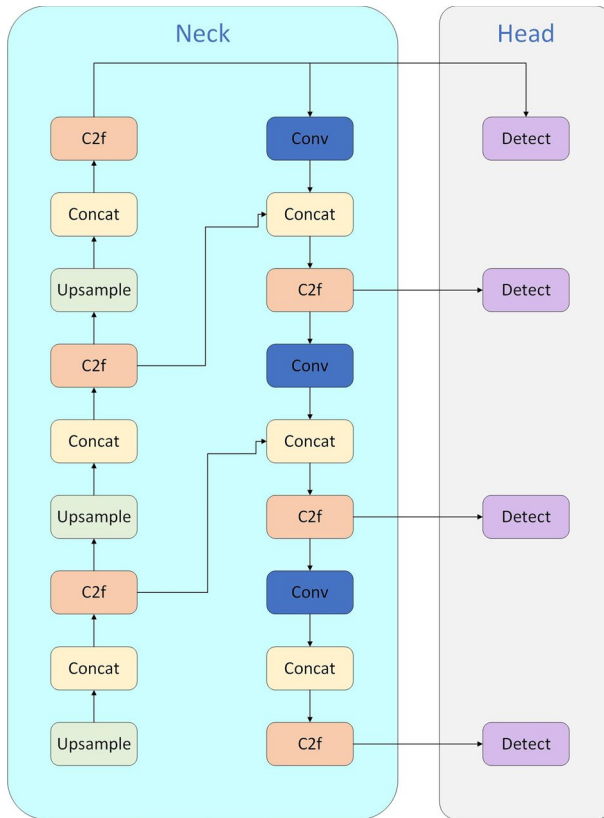 Neck
Head
C2f
Conv
Detect
Concat
Concat
Upsample
C2f
Detect
C2f
Conv
Concat
Concat
Upsample
C2f
Detect
C2f
Conv
Concat
Concat
Upsample
C2f
Detect